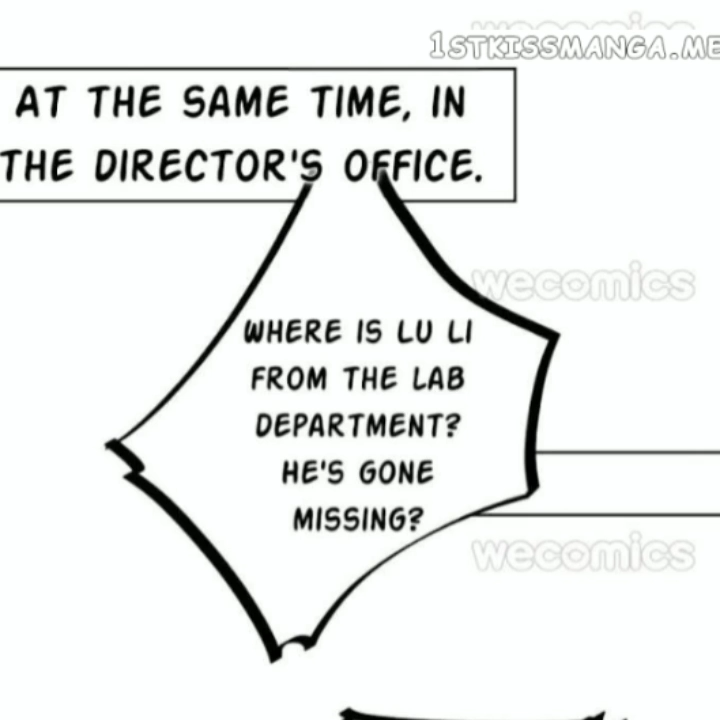 wecomics
1STKISSMANGA.ME
AT THE SAME TIME, IN
THE DIRECTOR'S OFFICE.
wecomics
WHERE IS LU LI
FROM THE LAB
DEPARTMENT?
HE'S GONE
MISSING?
wecomics